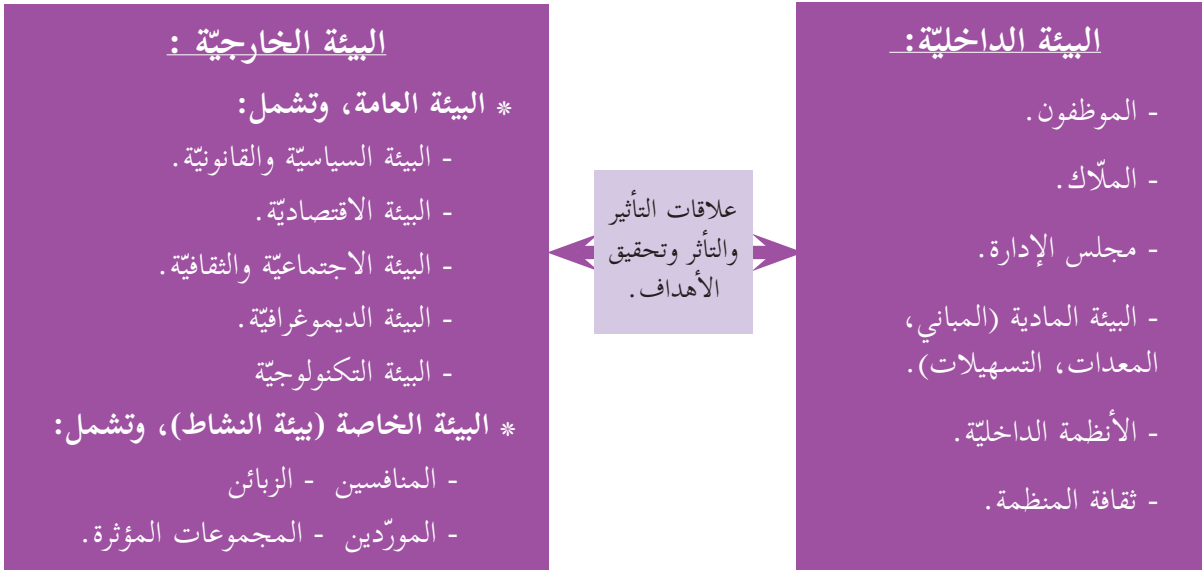 البيئة الداخليّة:
- الموظفون.
- الملّاك.
- مجلس الإدارة.
- البيئة المادية (المباني،
المعدات، التسهيلات).
- الأنظمة الداخليّة.
- ثقافة المنظمة.
علاقات التأثير
والتأثر وتحقيق
الأهداف.
البيئة الخارجيّة :
* البيئة العامة، وتشمل:
- البيئة السياسيّة والقانونيّة.
- البيئة الاقتصاديّة.
- البيئة الاجتماعيّة والثقافيّة.
- البيئة الديموغرافيّة.
- البيئة التكنولوجيّة
* البيئة الخاصة (بيئة النشاط)، وتشمل:
- المنافسين - الزبائن
- المورّدين - المجموعات المؤثرة.